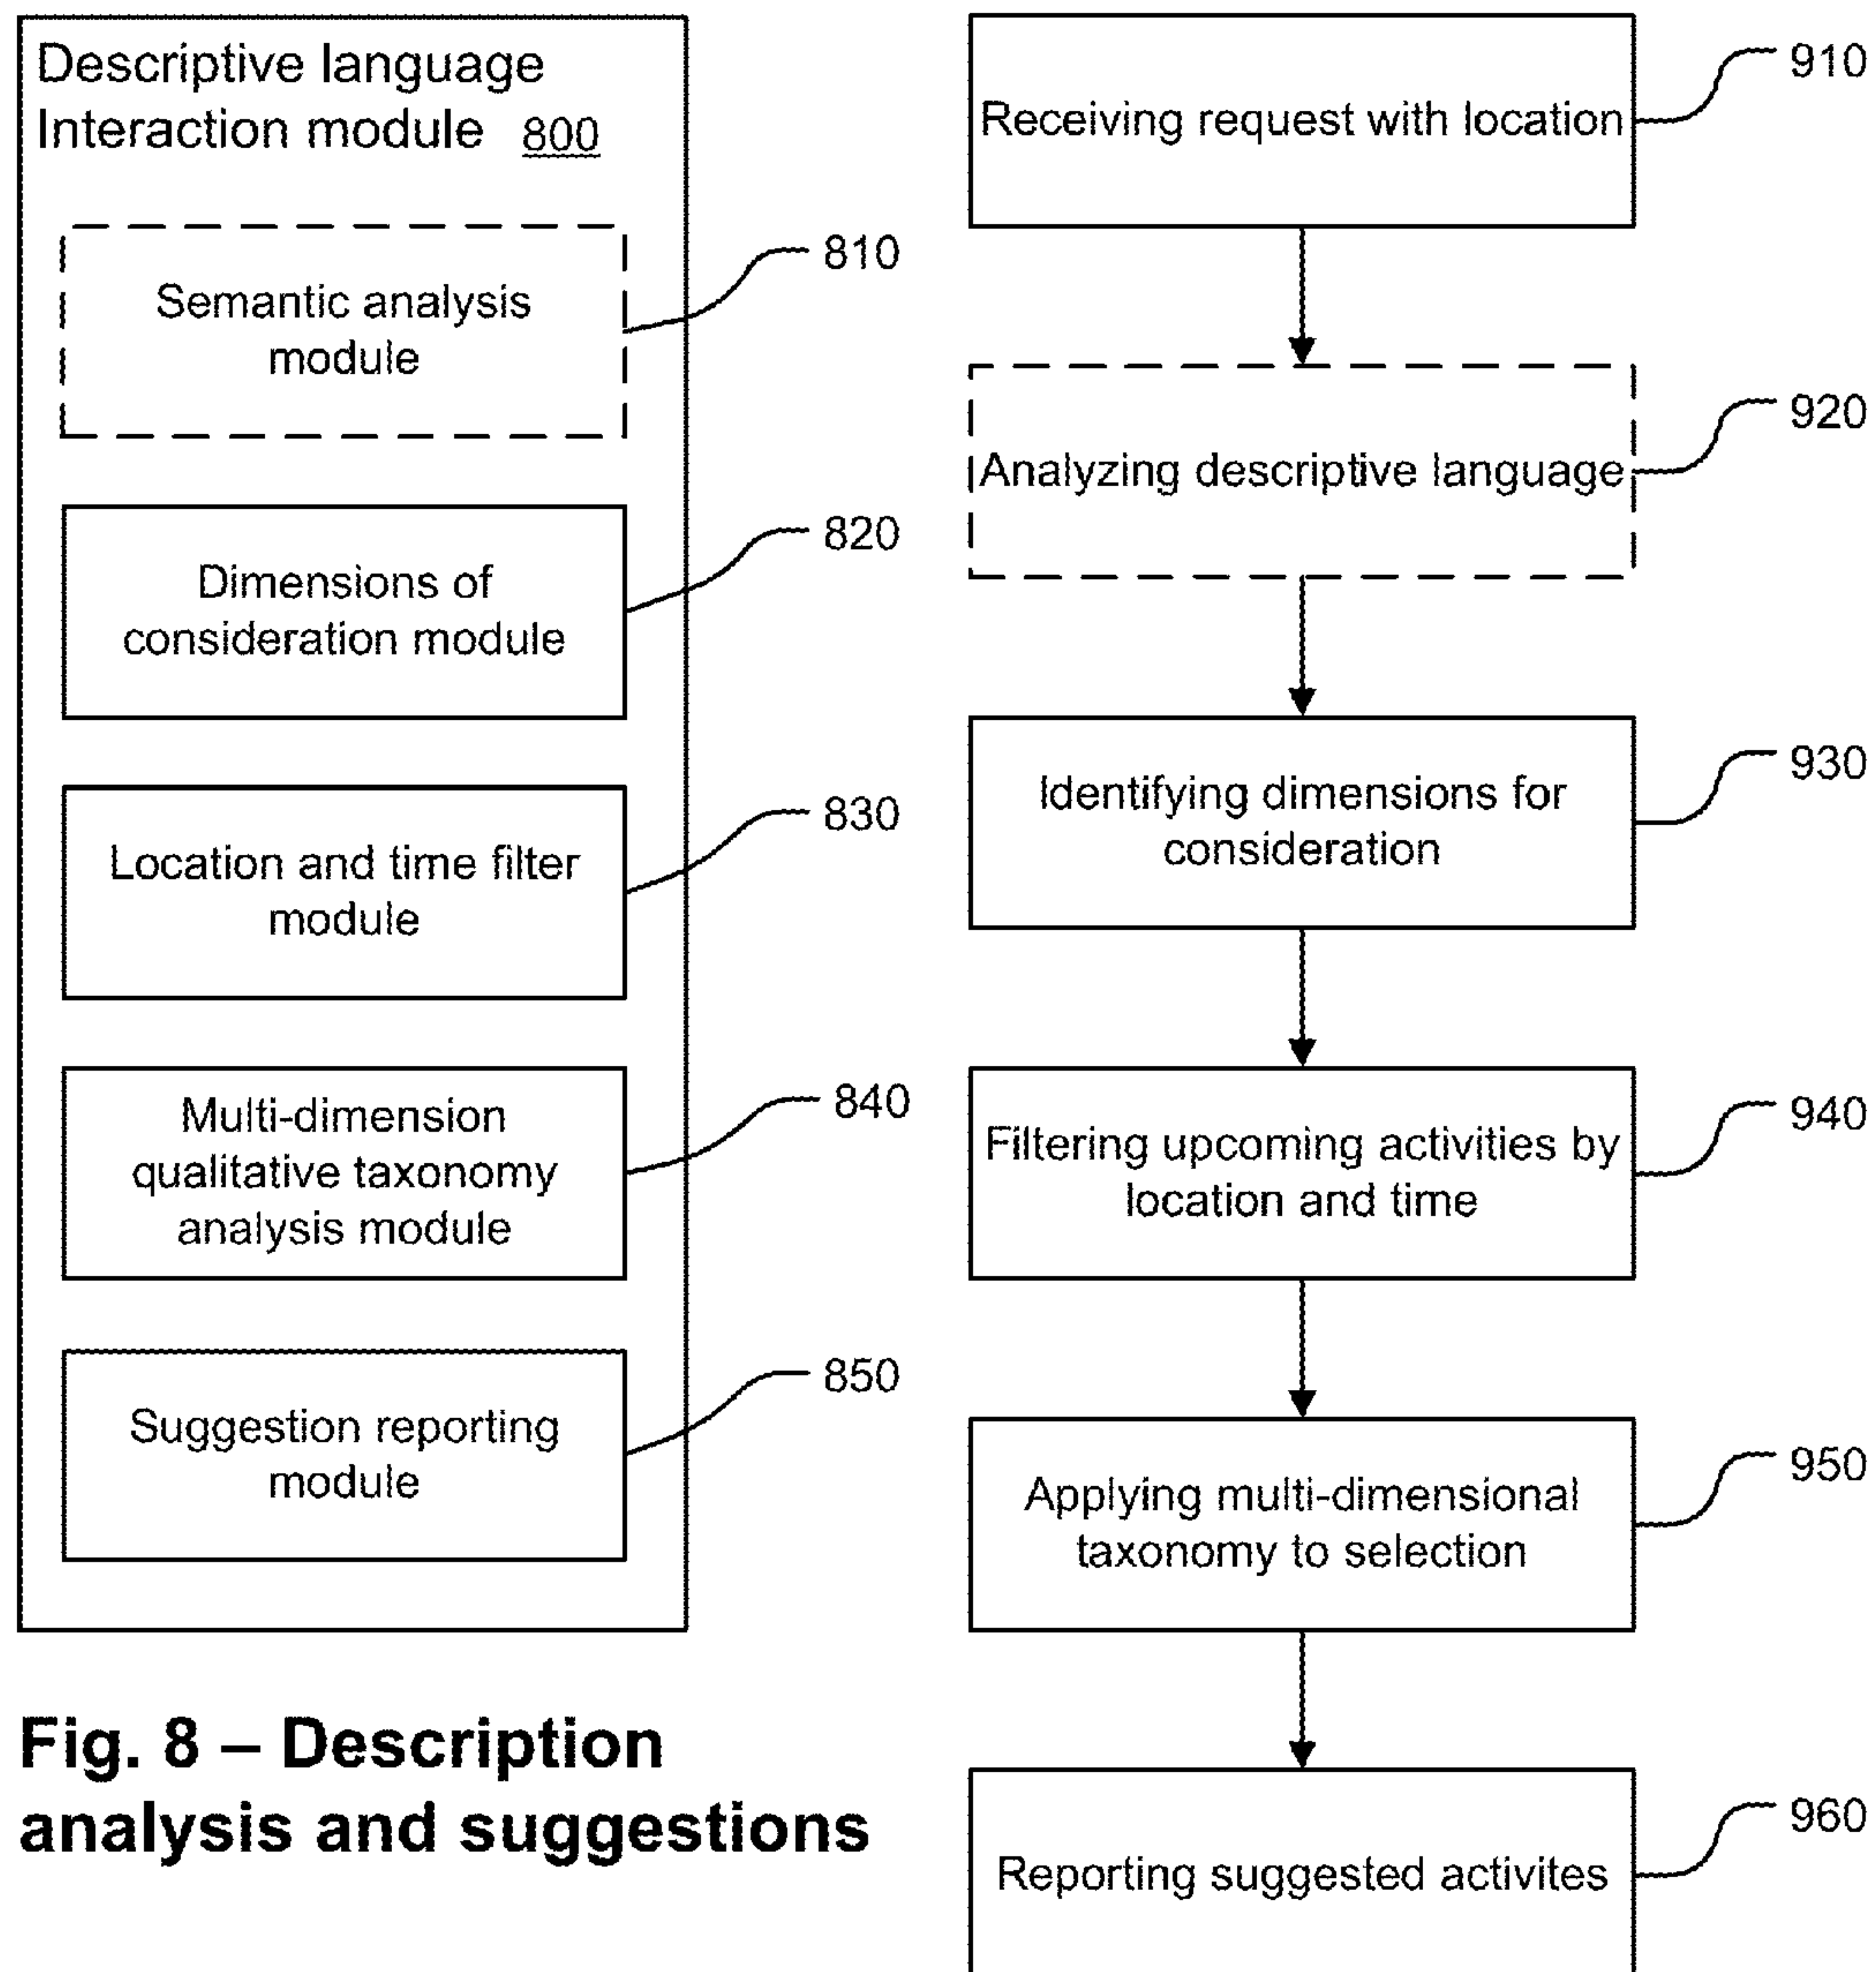 Descriptive language
Interaction module 800
Semantic analysis
module
810
Dimensions of
consideration module
820
Location and time filter
module
830
Multi-dimension
qualitative taxonomy
analysis module
840
Suggestion reporting
module
850
Fig. 8 – Description
analysis and suggestions
Receiving request with location
910
Analyzing descriptive language
920
Identifying dimensions for
consideration
930
Filtering upcoming activities by
location and time
940
Applying multi-dimensional
taxonomy to selection
950
Reporting suggested activites
960